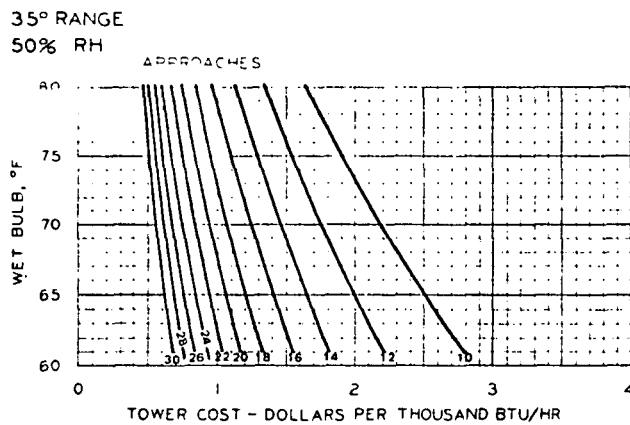 35° RANGE
50% RH
APPROACHES
80
75
70
65
60
WET BULB, °F
30 28 26 24 22 20 18 16 14 12 10
0 1 2 3 4
TOWER COST - DOLLARS PER THOUSAND BTU/HR